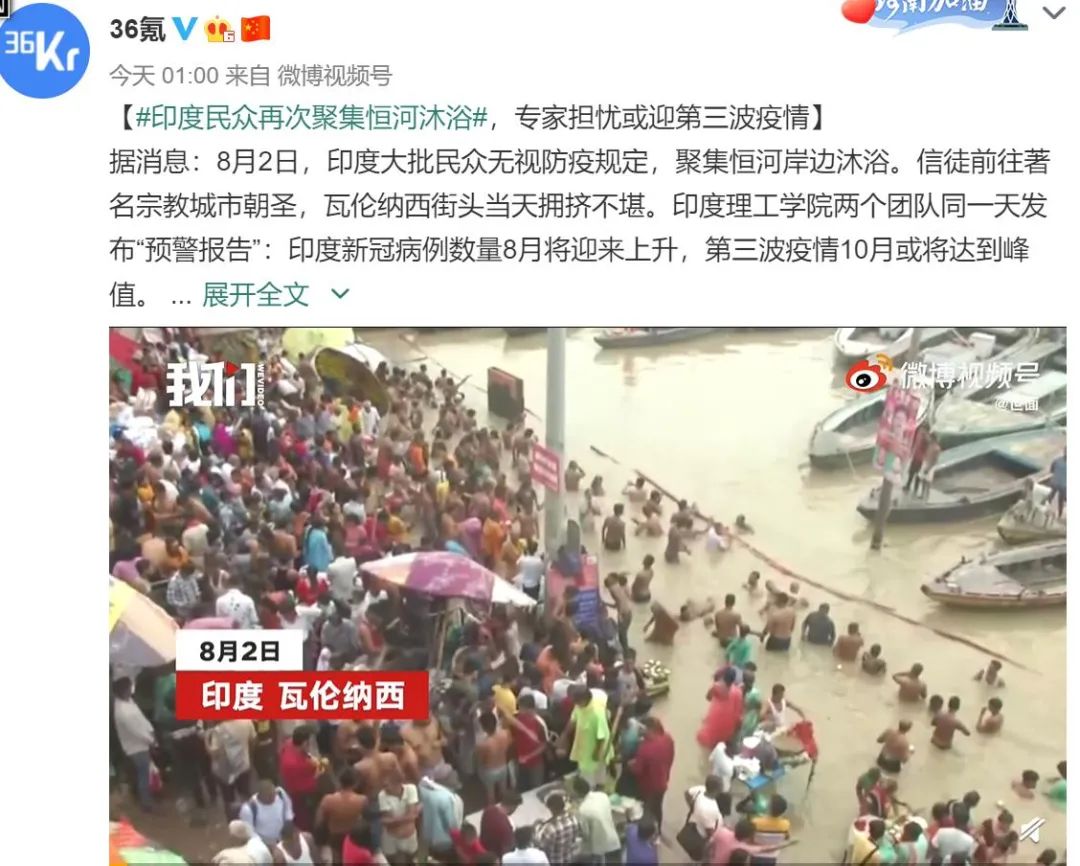 36Kr
36氪
今天 01:00 来自 微博视频号
【#印度民众再次聚集恒河沐浴#，专家担忧或迎第三波疫情】
据消息：8月2日，印度大批民众无视防疫规定，聚集恒河岸边沐浴。信徒前往著
名宗教城市朝圣，瓦伦纳西街头当天拥挤不堪。印度理工学院两个团队同一天发
布“预警报告”：印度新冠病例数量8月将迎来上升，第三波疫情10月或将达到峰
值。 ... 展开全文
我们
WEVIDEO
微博视频号
@世面
8月2日
印度 瓦伦纳西